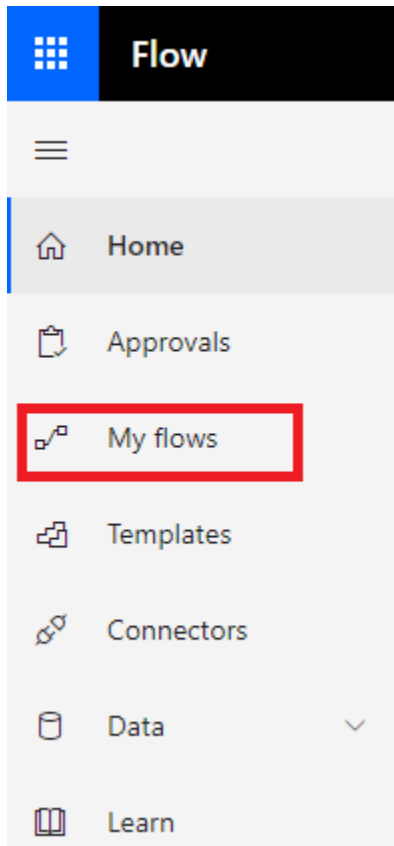 Flow
Home
Approvals
My flows
Templates
Connectors
Data
Learn